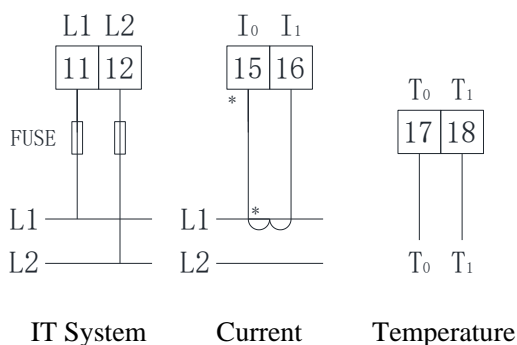 L1 L2
11 12
FUSE
L1
L2
IT System
I₀ I₁
15 16
*
*
L1
L2
Current
T₀ T₁
17 18
T₀ T₁
Temperature